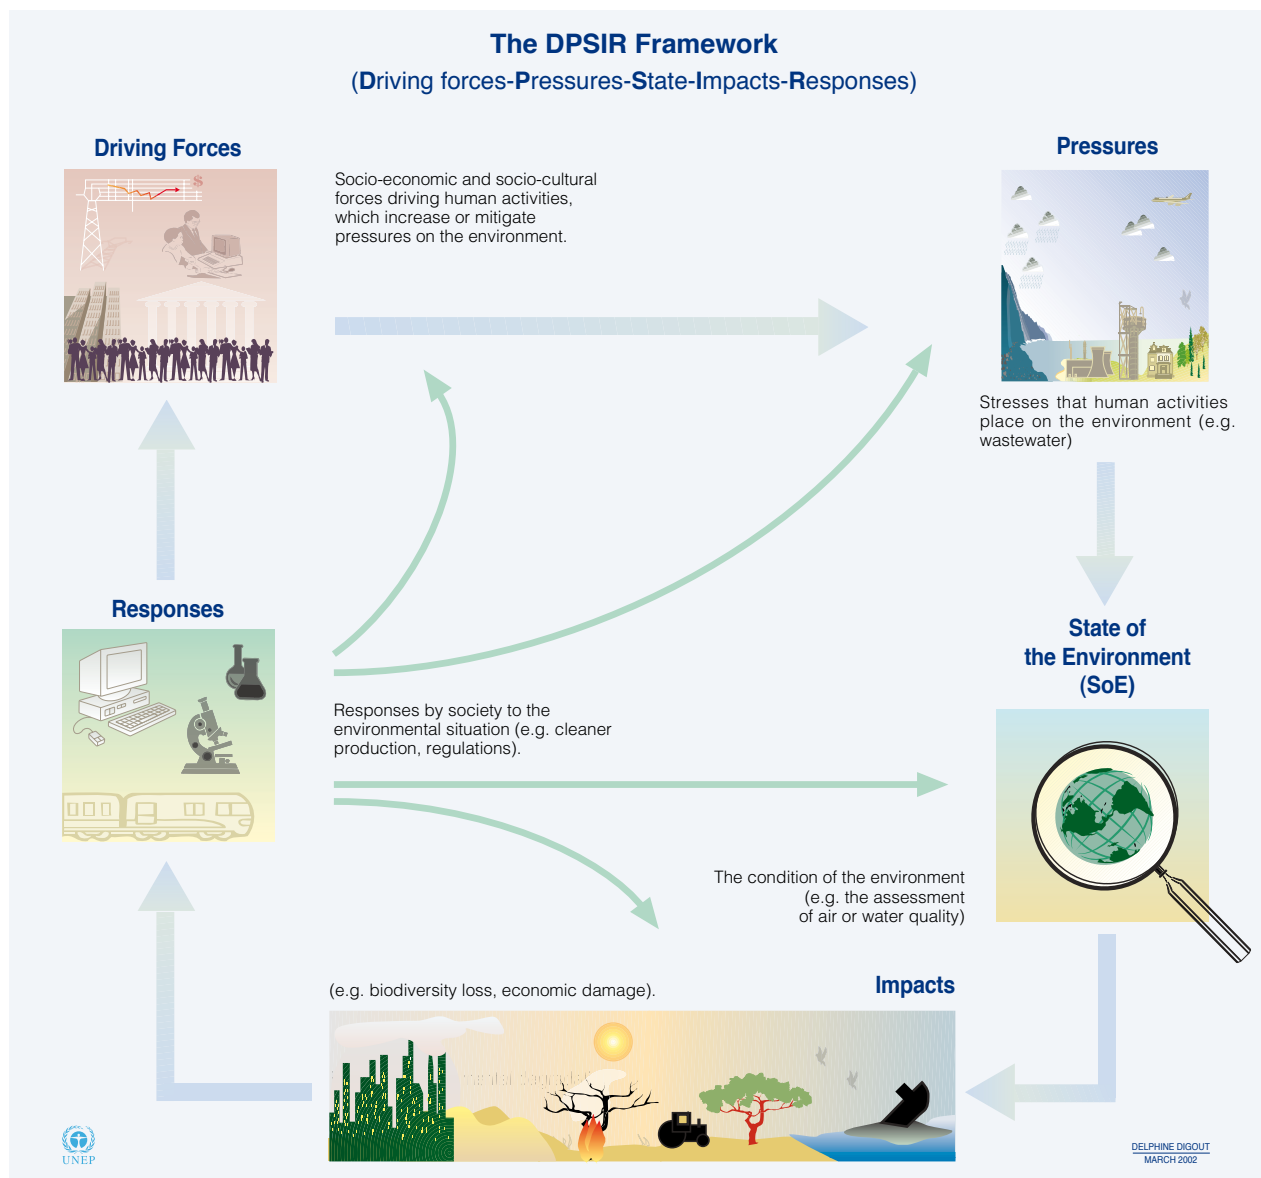 The DPSIR Framework
(Driving forces-Pressures-State-Impacts-Responses)
Driving Forces
$
Socio-economic and socio-cultural
forces driving human activities,
which increase or mitigate
pressures on the environment.
Pressures
Stresses that human activities
place on the environment (e.g.
wastewater)
Responses
Responses by society to the
environmental situation (e.g. cleaner
production, regulations).
State of
the Environment
(SoE)
The condition of the environment
(e.g. the assessment
of air or water quality)
Impacts
(e.g. biodiversity loss, economic damage).
UNEP
DELPHINE DIGOUT
MARCH 2002